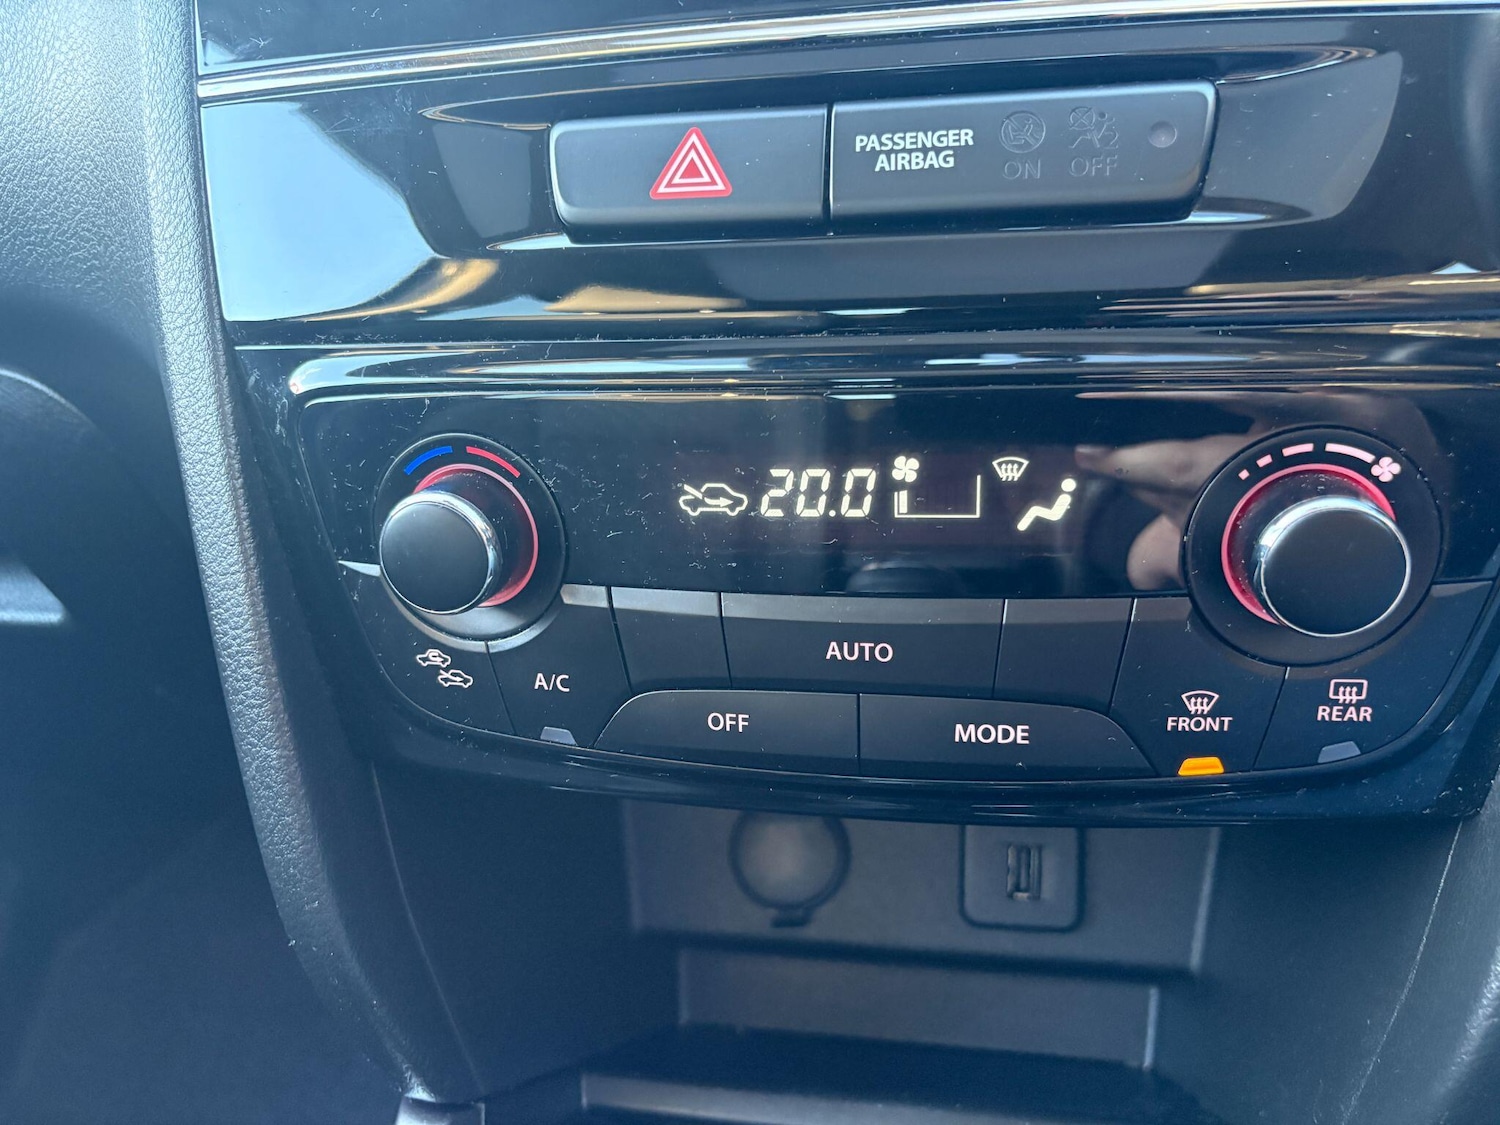 PASSENGER
AIRBAG
ON OFF
20.0
AUTO
A/C
OFF
MODE
FRONT
REAR